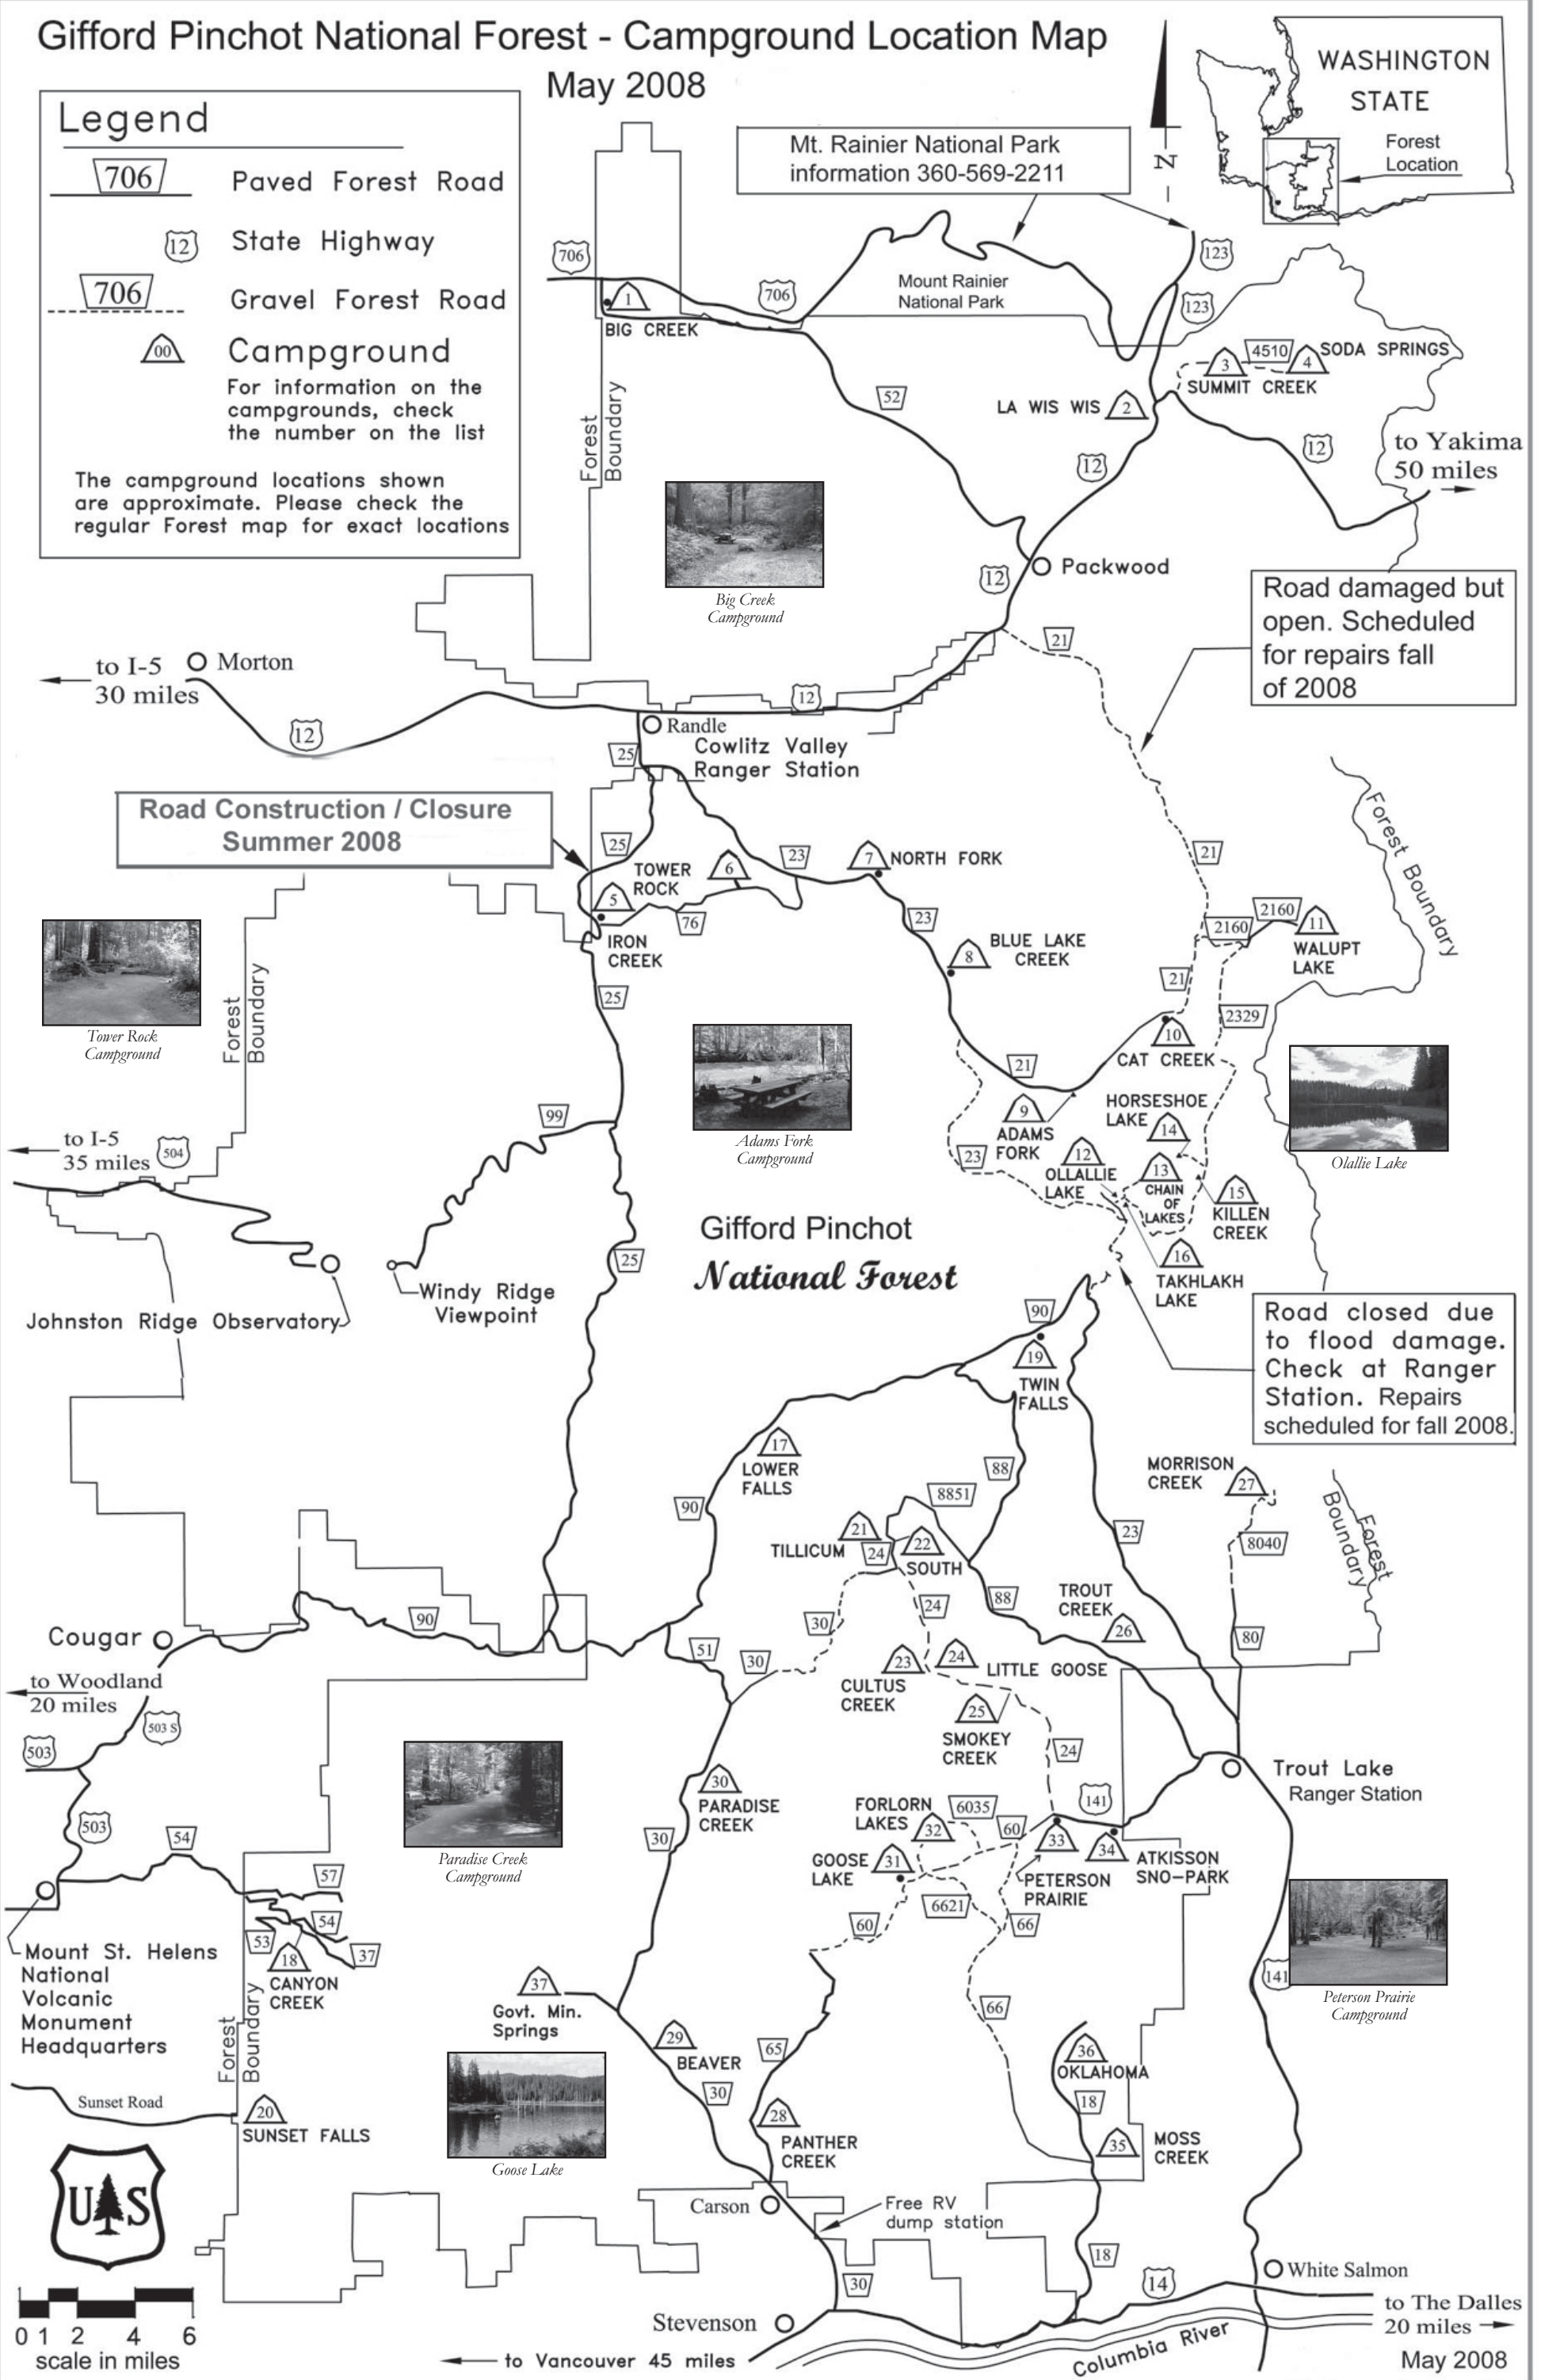 Gifford Pinchot National Forest - Campground Location Map
May 2008
Legend
706
Paved Forest Road
12
State Highway
706
Gravel Forest Road
00
Campground
For information on the
campgrounds, check
the number on the list
The campground locations shown
are approximate. Please check the
regular Forest map for exact locations
Mt. Rainier National Park
information 360-569-2211
N
WASHINGTON
STATE
Forest
Location
706
1
BIG CREEK
706
Mount Rainier
National Park
123
123
4510
3
4
SODA SPRINGS
SUMMIT CREEK
LA WIS WIS
2
52
12
12
to Yakima
50 miles
Forest
Boundary
Big Creek
Campground
12
Packwood
21
Road damaged but
open. Scheduled
for repairs fall
of 2008
to I-5
30 miles
Morton
12
12
Randle
25
Cowlitz Valley
Ranger Station
Road Construction / Closure
Summer 2008
25
TOWER
ROCK
6
23
7
NORTH FORK
21
Forest Boundary
5
76
IRON
CREEK
23
2160
2160
11
WALUPT
LAKE
8
BLUE LAKE
CREEK
25
21
2329
10
CAT CREEK
Tower Rock
Campground
Forest
Boundary
Adams Fork
Campground
21
9
ADAMS
FORK
HORSESHOE
LAKE
14
Olallie Lake
99
to I-5
35 miles
504
23
12
OLLALLIE
LAKE
13
CHAIN
OF
LAKES
15
KILLEN
CREEK
16
TAKHLAKH
LAKE
Gifford Pinchot
National Forest
25
Windy Ridge
Viewpoint
Johnston Ridge Observatory
Road closed due
to flood damage.
Check at Ranger
Station. Repairs
scheduled for fall 2008.
90
19
TWIN
FALLS
17
LOWER
FALLS
88
MORRISON
CREEK
27
8851
90
21
TILLICUM
24
22
SOUTH
23
8040
Forest
Boundary
88
TROUT
CREEK
26
24
30
80
Cougar
90
51
30
23
CULTUS
CREEK
24
LITTLE GOOSE
to Woodland
20 miles
503 S
503
25
SMOKEY
CREEK
24
Trout Lake
Ranger Station
30
PARADISE
CREEK
FORLORN
LAKES
32
6035
141
60
33
34
503
54
30
GOOSE
LAKE
31
ATKISSON
SNO-PARK
PETERSON
PRAIRIE
57
Paradise Creek
Campground
6621
60
66
54
53
37
18
CANYON
CREEK
Mount St. Helens
National
Volcanic
Monument
Headquarters
Forest
Boundary
141
Peterson Prairie
Campground
37
Govt. Min.
Springs
66
29
BEAVER
30
65
36
OKLAHOMA
18
Sunset Road
20
SUNSET FALLS
Goose Lake
28
PANTHER
CREEK
35
MOSS
CREEK
U S
Carson
Free RV
dump station
18
White Salmon
30
14
to The Dalles
20 miles
0 1 2 4 6
scale in miles
Stevenson
to Vancouver 45 miles
Columbia River
May 2008